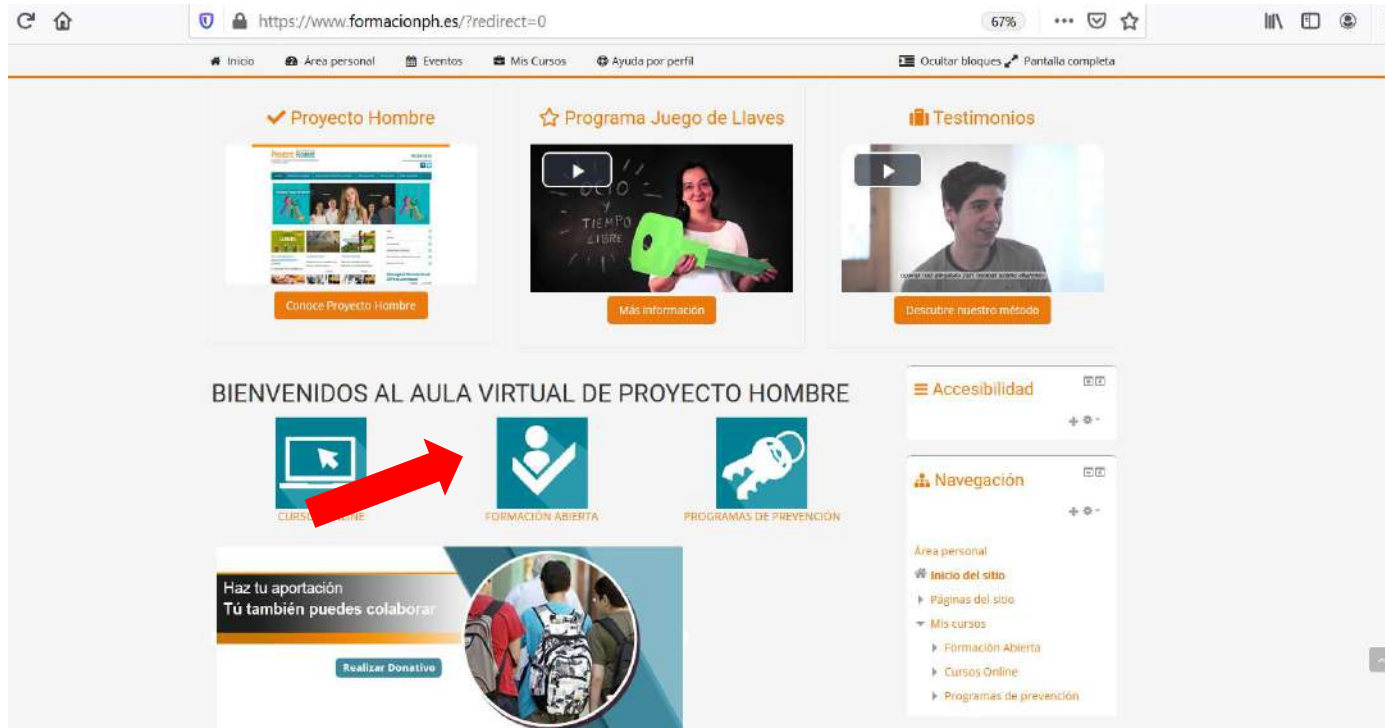 https://www.formacionph.es/?redirect=0
67%
Inicio
Área personal
Eventos
Mis Cursos
Ayuda por perfil
Ocultar bloques
Pantalla completa
Proyecto Hombre
Conoce Proyecto Hombre
Programa Juego de Llaves
OCIO
Y
TIEMPO
LIBRE
Más información
Testimonios
Descubre nuestro método
BIENVENIDOS AL AULA VIRTUAL DE PROYECTO HOMBRE
FORMACIÓN ABIERTA
PROGRAMAS DE PREVENCIÓN
Haz tu aportación
Tú también puedes colaborar
Realizar Donativo
Accesibilidad
Navegación
Área personal
Inicio del sitio
Páginas del sitio
Mis cursos
Formación Abierta
Cursos Online
Programas de prevención